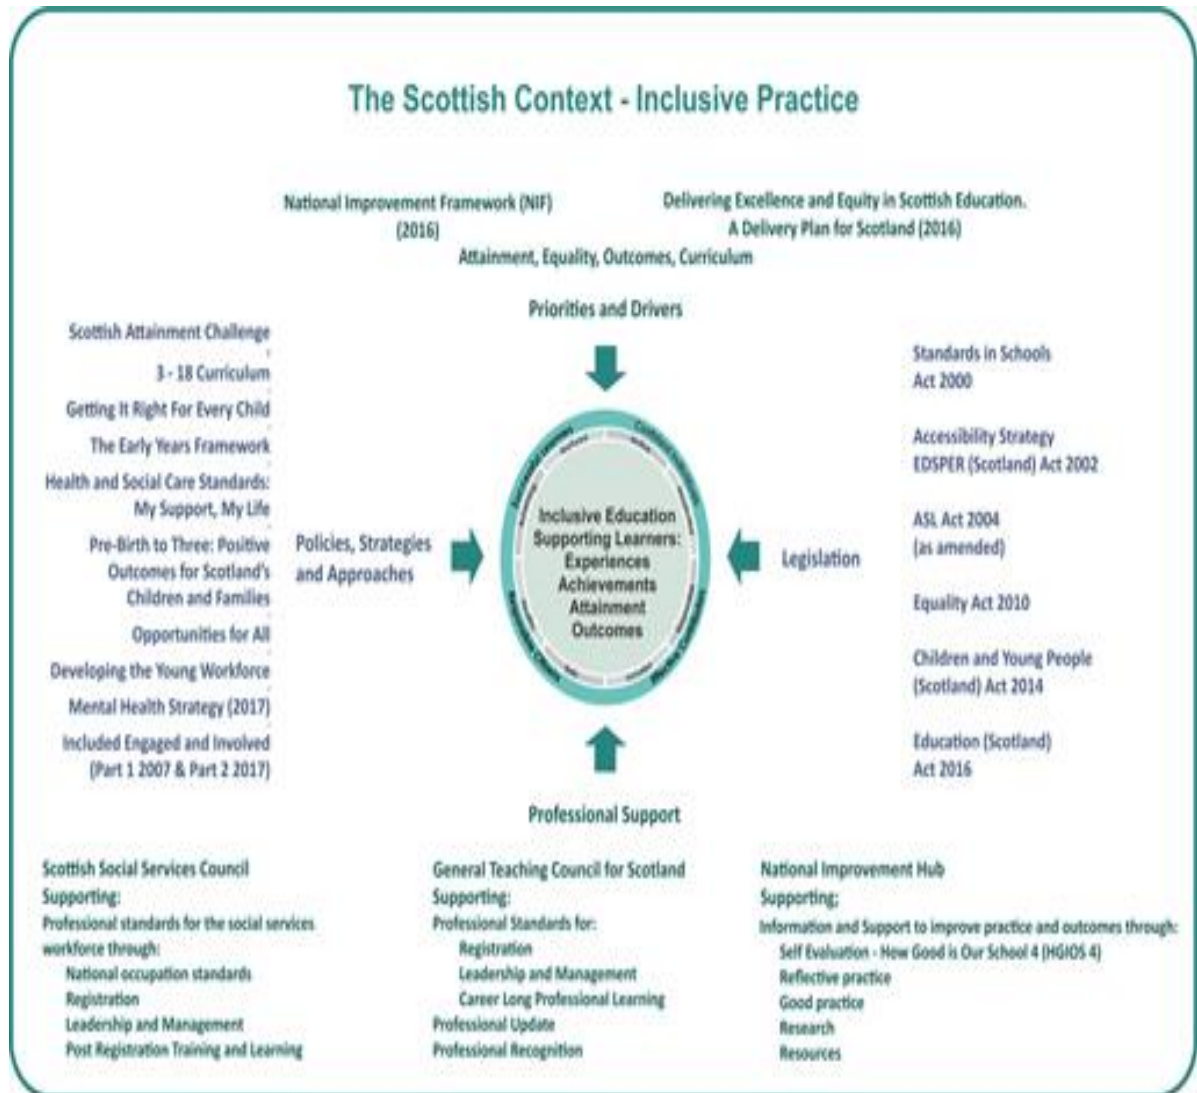 The Scottish Context - Inclusive Practice
National Improvement Framework (NIF)
(2016)
Delivering Excellence and Equity in Scottish Education.
A Delivery Plan for Scotland (2016)
Attainment, Equality, Outcomes, Curriculum
Priorities and Drivers
Scottish Attainment Challenge
3 - 18 Curriculum
Getting It Right For Every Child
The Early Years Framework
Health and Social Care Standards:
My Support, My Life
Pre-Birth to Three: Positive
Outcomes for Scotland's
Children and Families
Opportunities for All
Developing the Young Workforce
Mental Health Strategy (2017)
Included Engaged and Involved
(Part 1 2007 & Part 2 2017)
Policies, Strategies
and Approaches
Successful Learners
Confident Individuals
Responsible Citizens
Effective Contributors
Inclusive Education
Supporting Learners:
Experiences
Achievements
Attainment
Outcomes
Legislation
Standards in Schools
Act 2000
Accessibility Strategy
EDSPER (Scotland) Act 2002
ASL Act 2004
(as amended)
Equality Act 2010
Children and Young People
(Scotland) Act 2014
Education (Scotland)
Act 2016
Professional Support
Scottish Social Services Council
Supporting:
Professional standards for the social services
workforce through:
National occupation standards
Registration
Leadership and Management
Post Registration Training and Learning
General Teaching Council for Scotland
Supporting:
Professional Standards for:
Registration
Leadership and Management
Career Long Professional Learning
Professional Update
Professional Recognition
National Improvement Hub
Supporting;
Information and Support to improve practice and outcomes through:
Self Evaluation - How Good is Our School 4 (HGIOS 4)
Reflective practice
Good practice
Research
Resources